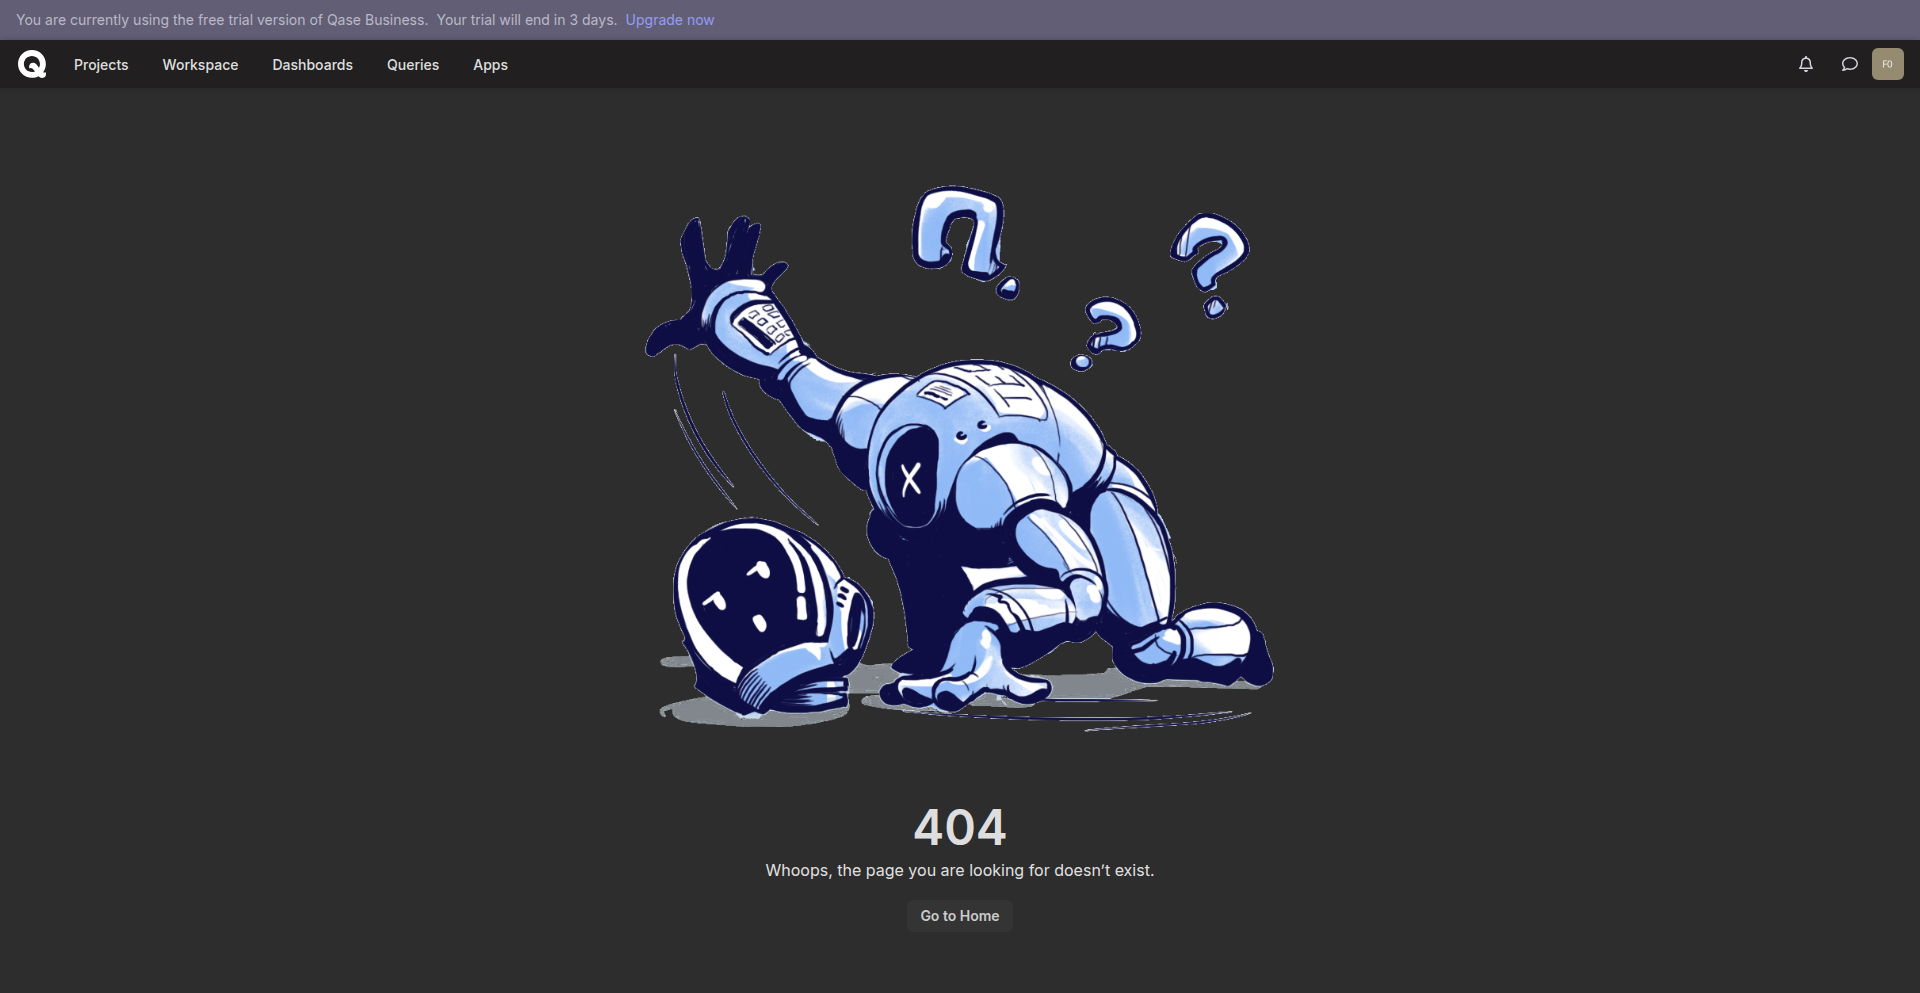 You are currently using the free trial version of Qase Business. Your trial will end in 3 days. Upgrade now
Projects Workspace Dashboards Queries Apps
FO
? ? ?
X
404
Whoops, the page you are looking for doesn't exist.
Go to Home